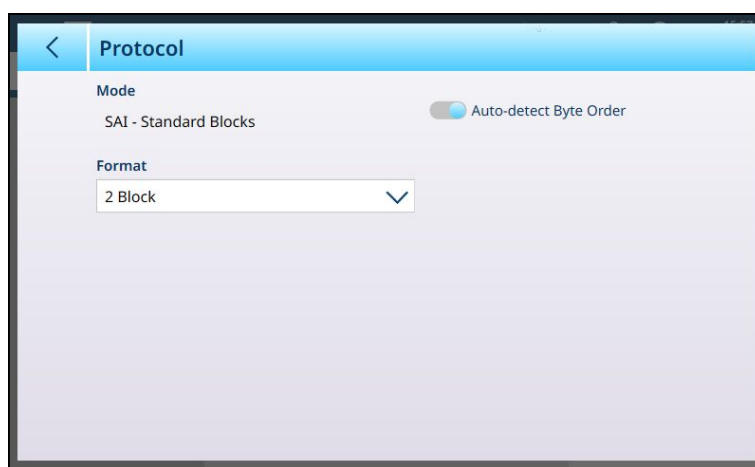 Protocol
Mode
SAI - Standard Blocks
Auto-detect Byte Order
Format
2 Block